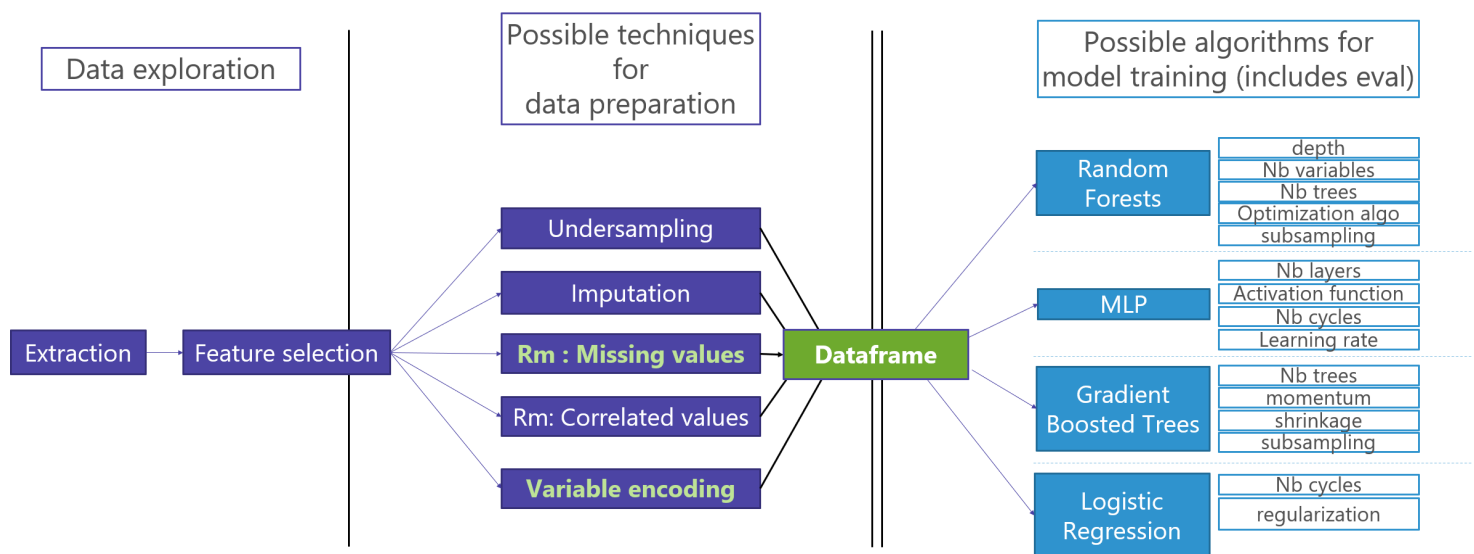 Data exploration
Possible techniques
for
data preparation
Possible algorithms for
model training (includes eval)
Extraction
Feature selection
Undersampling
Imputation
Rm : Missing values
Rm: Correlated values
Variable encoding
Dataframe
Random
Forests
depth
Nb variables
Nb trees
Optimization algo
subsampling
MLP
Nb layers
Activation function
Nb cycles
Learning rate
Gradient
Boosted Trees
Nb trees
momentum
shrinkage
subsampling
Logistic
Regression
Nb cycles
regularization